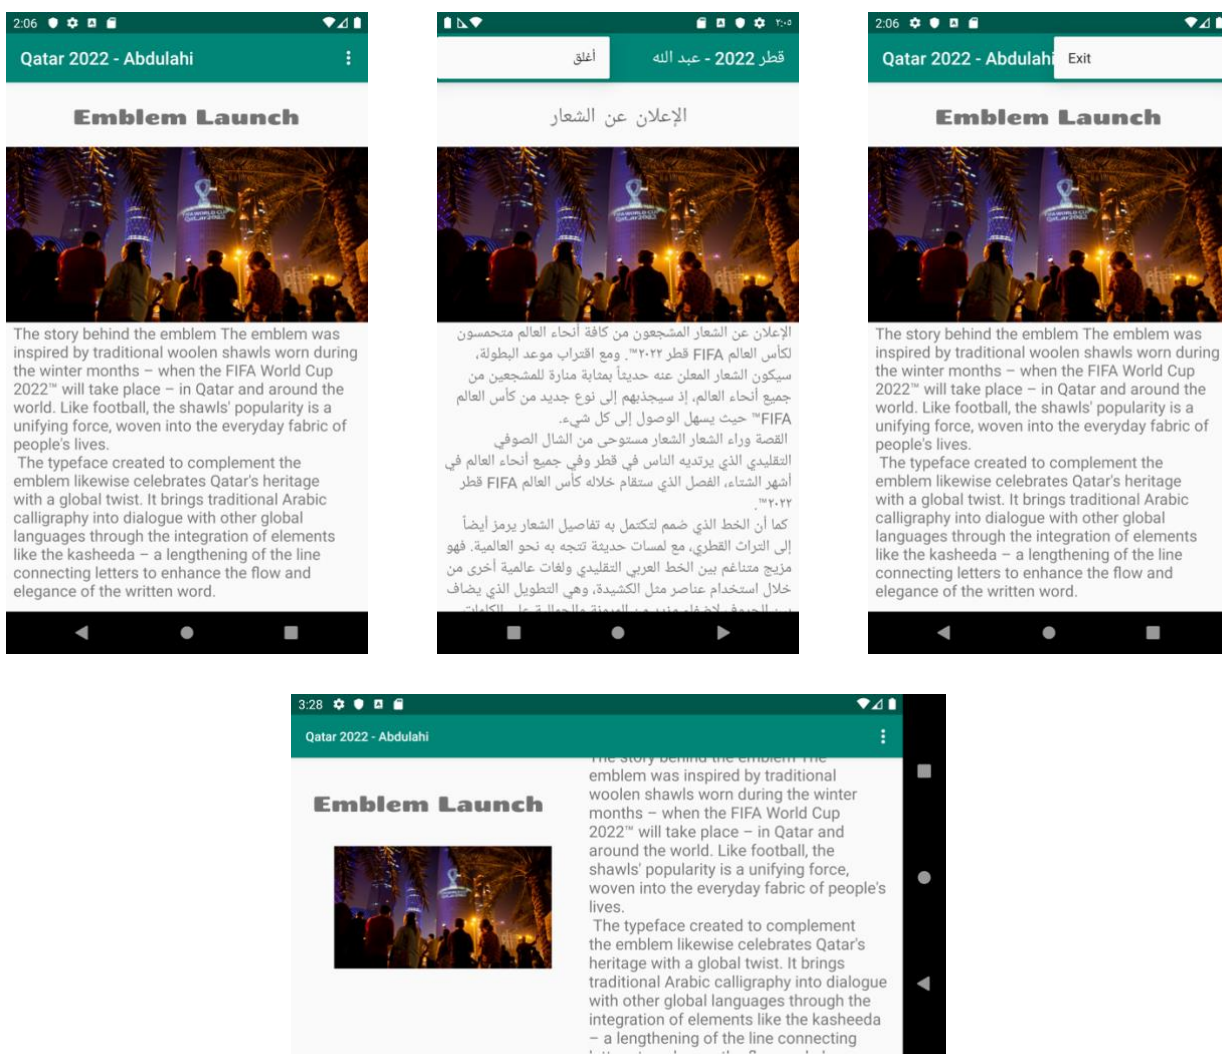 2:06
Qatar 2022 - Abdulahi
Emblem Launch
The story behind the emblem The emblem was
inspired by traditional woolen shawls worn during
the winter months – when the FIFA World Cup
2022™ will take place – in Qatar and around the
world. Like football, the shawls' popularity is a
unifying force, woven into the everyday fabric of
people's lives.
The typeface created to complement the
emblem likewise celebrates Qatar's heritage
with a global twist. It brings traditional Arabic
calligraphy into dialogue with other global
languages through the integration of elements
like the kasheeda – a lengthening of the line
connecting letters to enhance the flow and
elegance of the written word.
٢:٠٥
قطر 2022 - عبد الله
أغلق
الإعلان عن الشعار
الإعلان عن الشعار المشجعون من كافة أنحاء العالم متحمسون
لكأس العالم FIFA قطر ٢٠٢٢™. ومع اقتراب موعد البطولة،
سيكون الشعار المعلن عنه حديثاً بمثابة منارة للمشجعين من
جميع أنحاء العالم، إذ سيجذبهم إلى نوع جديد من كأس العالم
FIFA™ حيث يسهل الوصول إلى كل شيء.
القصة وراء الشعار الشعار مستوحى من الشال الصوفي
التقليدي الذي يرتديه الناس في قطر وفي جميع أنحاء العالم في
أشهر الشتاء، الفصل الذي ستقام خلاله كأس العالم FIFA قطر
٢٠٢٢™.
كما أن الخط الذي صُمم لتكتمل به تفاصيل الشعار يرمز أيضاً
إلى التراث القطري، مع لمسات حديثة تتجه به نحو العالمية. فهو
مزيج متناغم بين الخط العربي التقليدي ولغات عالمية أخرى من
خلال استخدام عناصر مثل الكشيدة، وهي التطويل الذي يضاف
2:06
Qatar 2022 - Abdulahi
Exit
Emblem Launch
The story behind the emblem The emblem was
inspired by traditional woolen shawls worn during
the winter months – when the FIFA World Cup
2022™ will take place – in Qatar and around the
world. Like football, the shawls' popularity is a
unifying force, woven into the everyday fabric of
people's lives.
The typeface created to complement the
emblem likewise celebrates Qatar's heritage
with a global twist. It brings traditional Arabic
calligraphy into dialogue with other global
languages through the integration of elements
like the kasheeda – a lengthening of the line
connecting letters to enhance the flow and
elegance of the written word.
3:28
Qatar 2022 - Abdulahi
Emblem Launch
The story behind the emblem The
emblem was inspired by traditional
woolen shawls worn during the winter
months – when the FIFA World Cup
2022™ will take place – in Qatar and
around the world. Like football, the
shawls' popularity is a unifying force,
woven into the everyday fabric of people's
lives.
The typeface created to complement
the emblem likewise celebrates Qatar's
heritage with a global twist. It brings
traditional Arabic calligraphy into dialogue
with other global languages through the
integration of elements like the kasheeda
– a lengthening of the line connecting